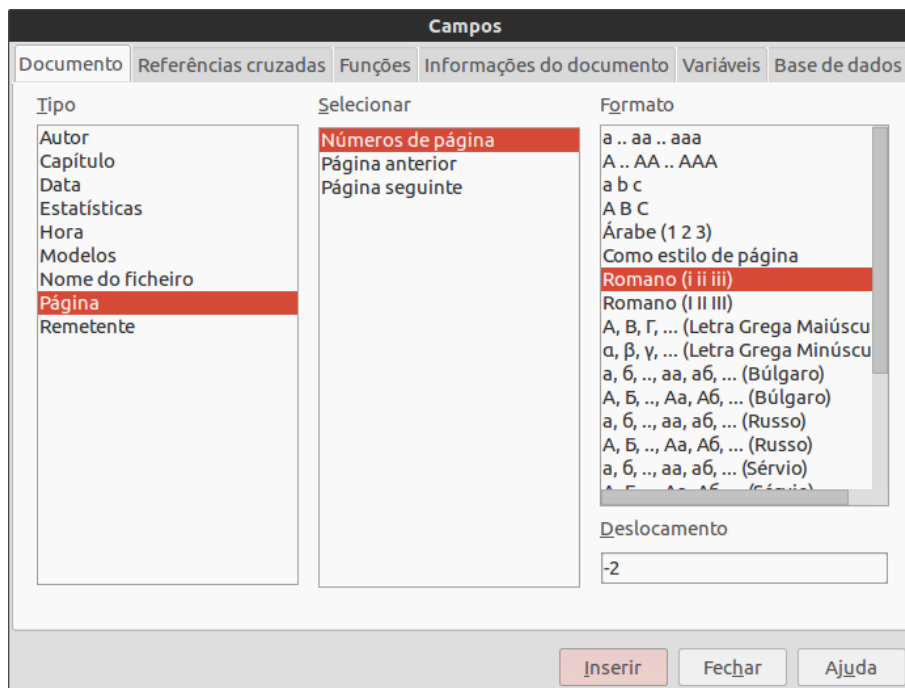 Campos
Documento Referências cruzadas Funções Informações do documento Variáveis Base de dados
Tipo
Autor
Capítulo
Data
Estatísticas
Hora
Modelos
Nome do ficheiro
Página
Remetente
Selecionar
Números de página
Página anterior
Página seguinte
Formato
a .. aa .. aaa
A .. AA .. AAA
a b c
A B C
Árabe (1 2 3)
Como estilo de página
Romano (i ii iii)
Romano (I II III)
Α, Β, Γ, ... (Letra Grega Maiúscu
α, β, γ, ... (Letra Grega Minúscu
а, б, .., аа, аб, ... (Búlgaro)
А, Б, .., Аа, Аб, ... (Búlgaro)
а, б, .., аа, аб, ... (Russo)
А, Б, .., Аа, Аб, ... (Russo)
а, б, .., аа, аб, ... (Sérvio)
Deslocamento
-2
Inserir Fechar Ajuda